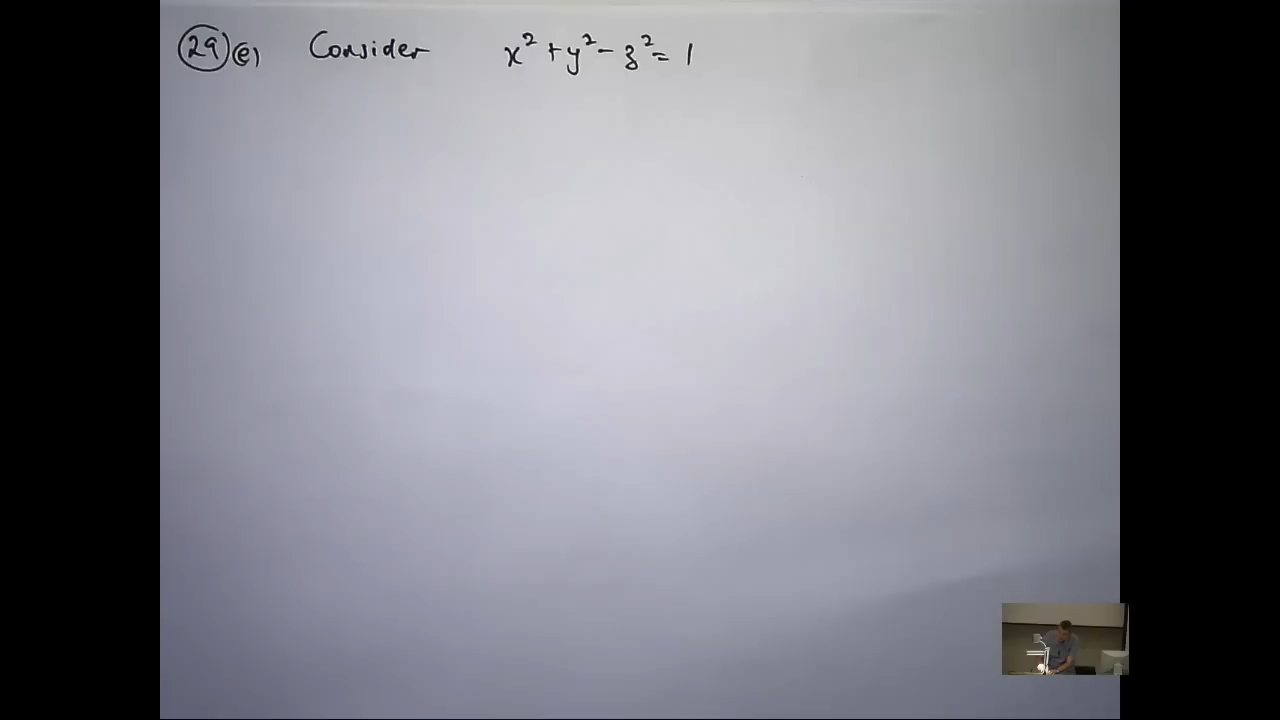 29 (e) Consider x² + y² - z² = 1